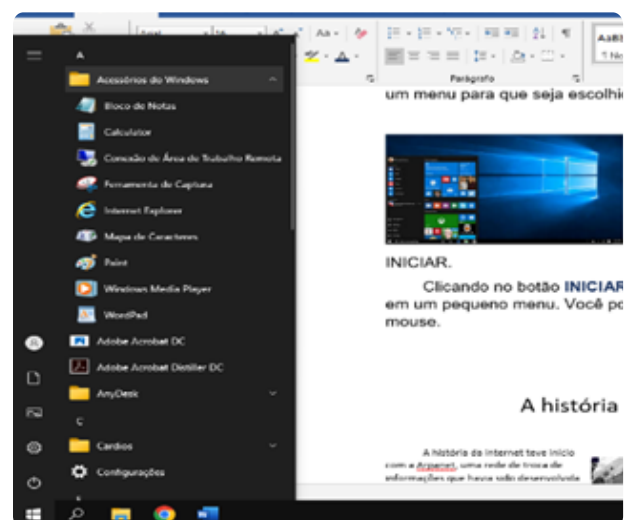 Arial
16
Aa
A
Acessórios do Windows
Bloco de Notas
Calculator
Conexão de Área de Trabalho Remota
Ferramenta de Captura
Internet Explorer
Mapa de Caracteres
Paint
Windows Media Player
WordPad
Adobe Acrobat DC
Adobe Acrobat Distiller DC
AnyDesk
C
Cardios
Configurações
Parágrafo
um menu para que seja escolhi
INICIAR.
Clicando no botão INICIAR
em um pequeno menu. Você po
mouse.
A história
A história da internet teve início
com a Arpanet, uma rede de troca de
informações que havia sido desenvolvida